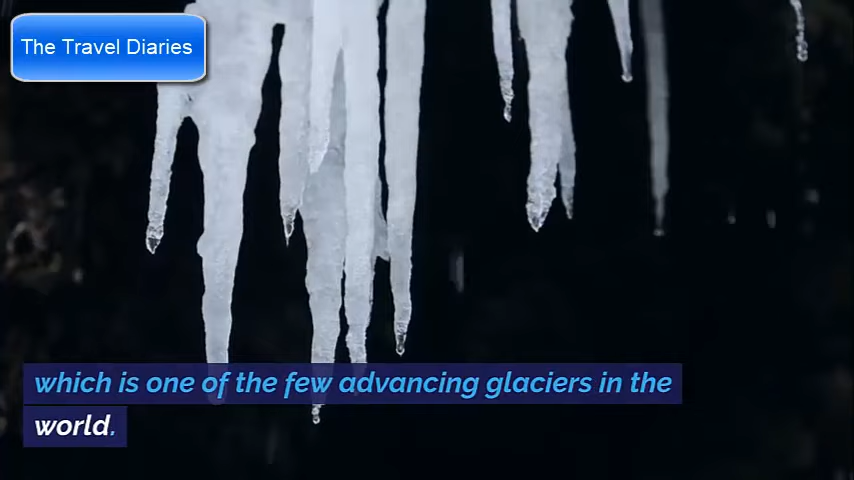 The Travel Diaries
which is one of the few advancing glaciers in the
world.